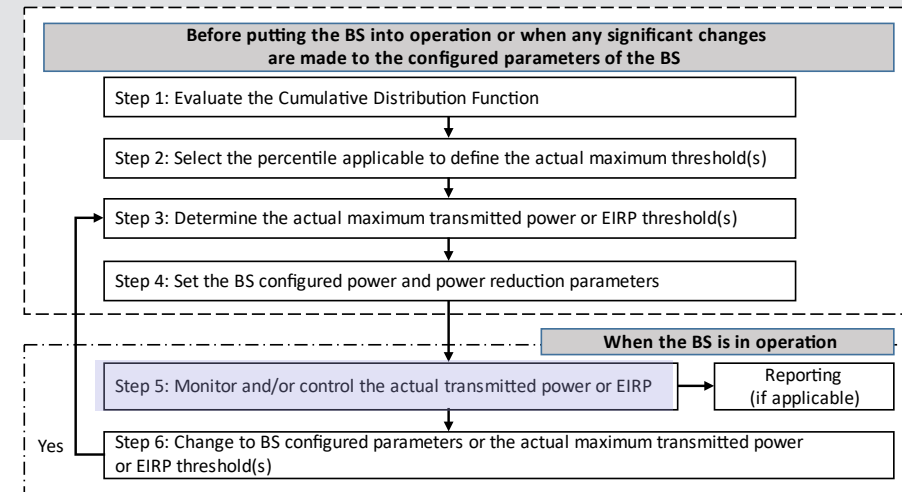 Before putting the BS into operation or when any significant changes
are made to the configured parameters of the BS
Step 1: Evaluate the Cumulative Distribution Function
Step 2: Select the percentile applicable to define the actual maximum threshold(s)
Step 3: Determine the actual maximum transmitted power or EIRP threshold(s)
Step 4: Set the BS configured power and power reduction parameters
When the BS is in operation
Step 5: Monitor and/or control the actual transmitted power or EIRP
Reporting
(if applicable)
Yes
Step 6: Change to BS configured parameters or the actual maximum transmitted power
or EIRP threshold(s)